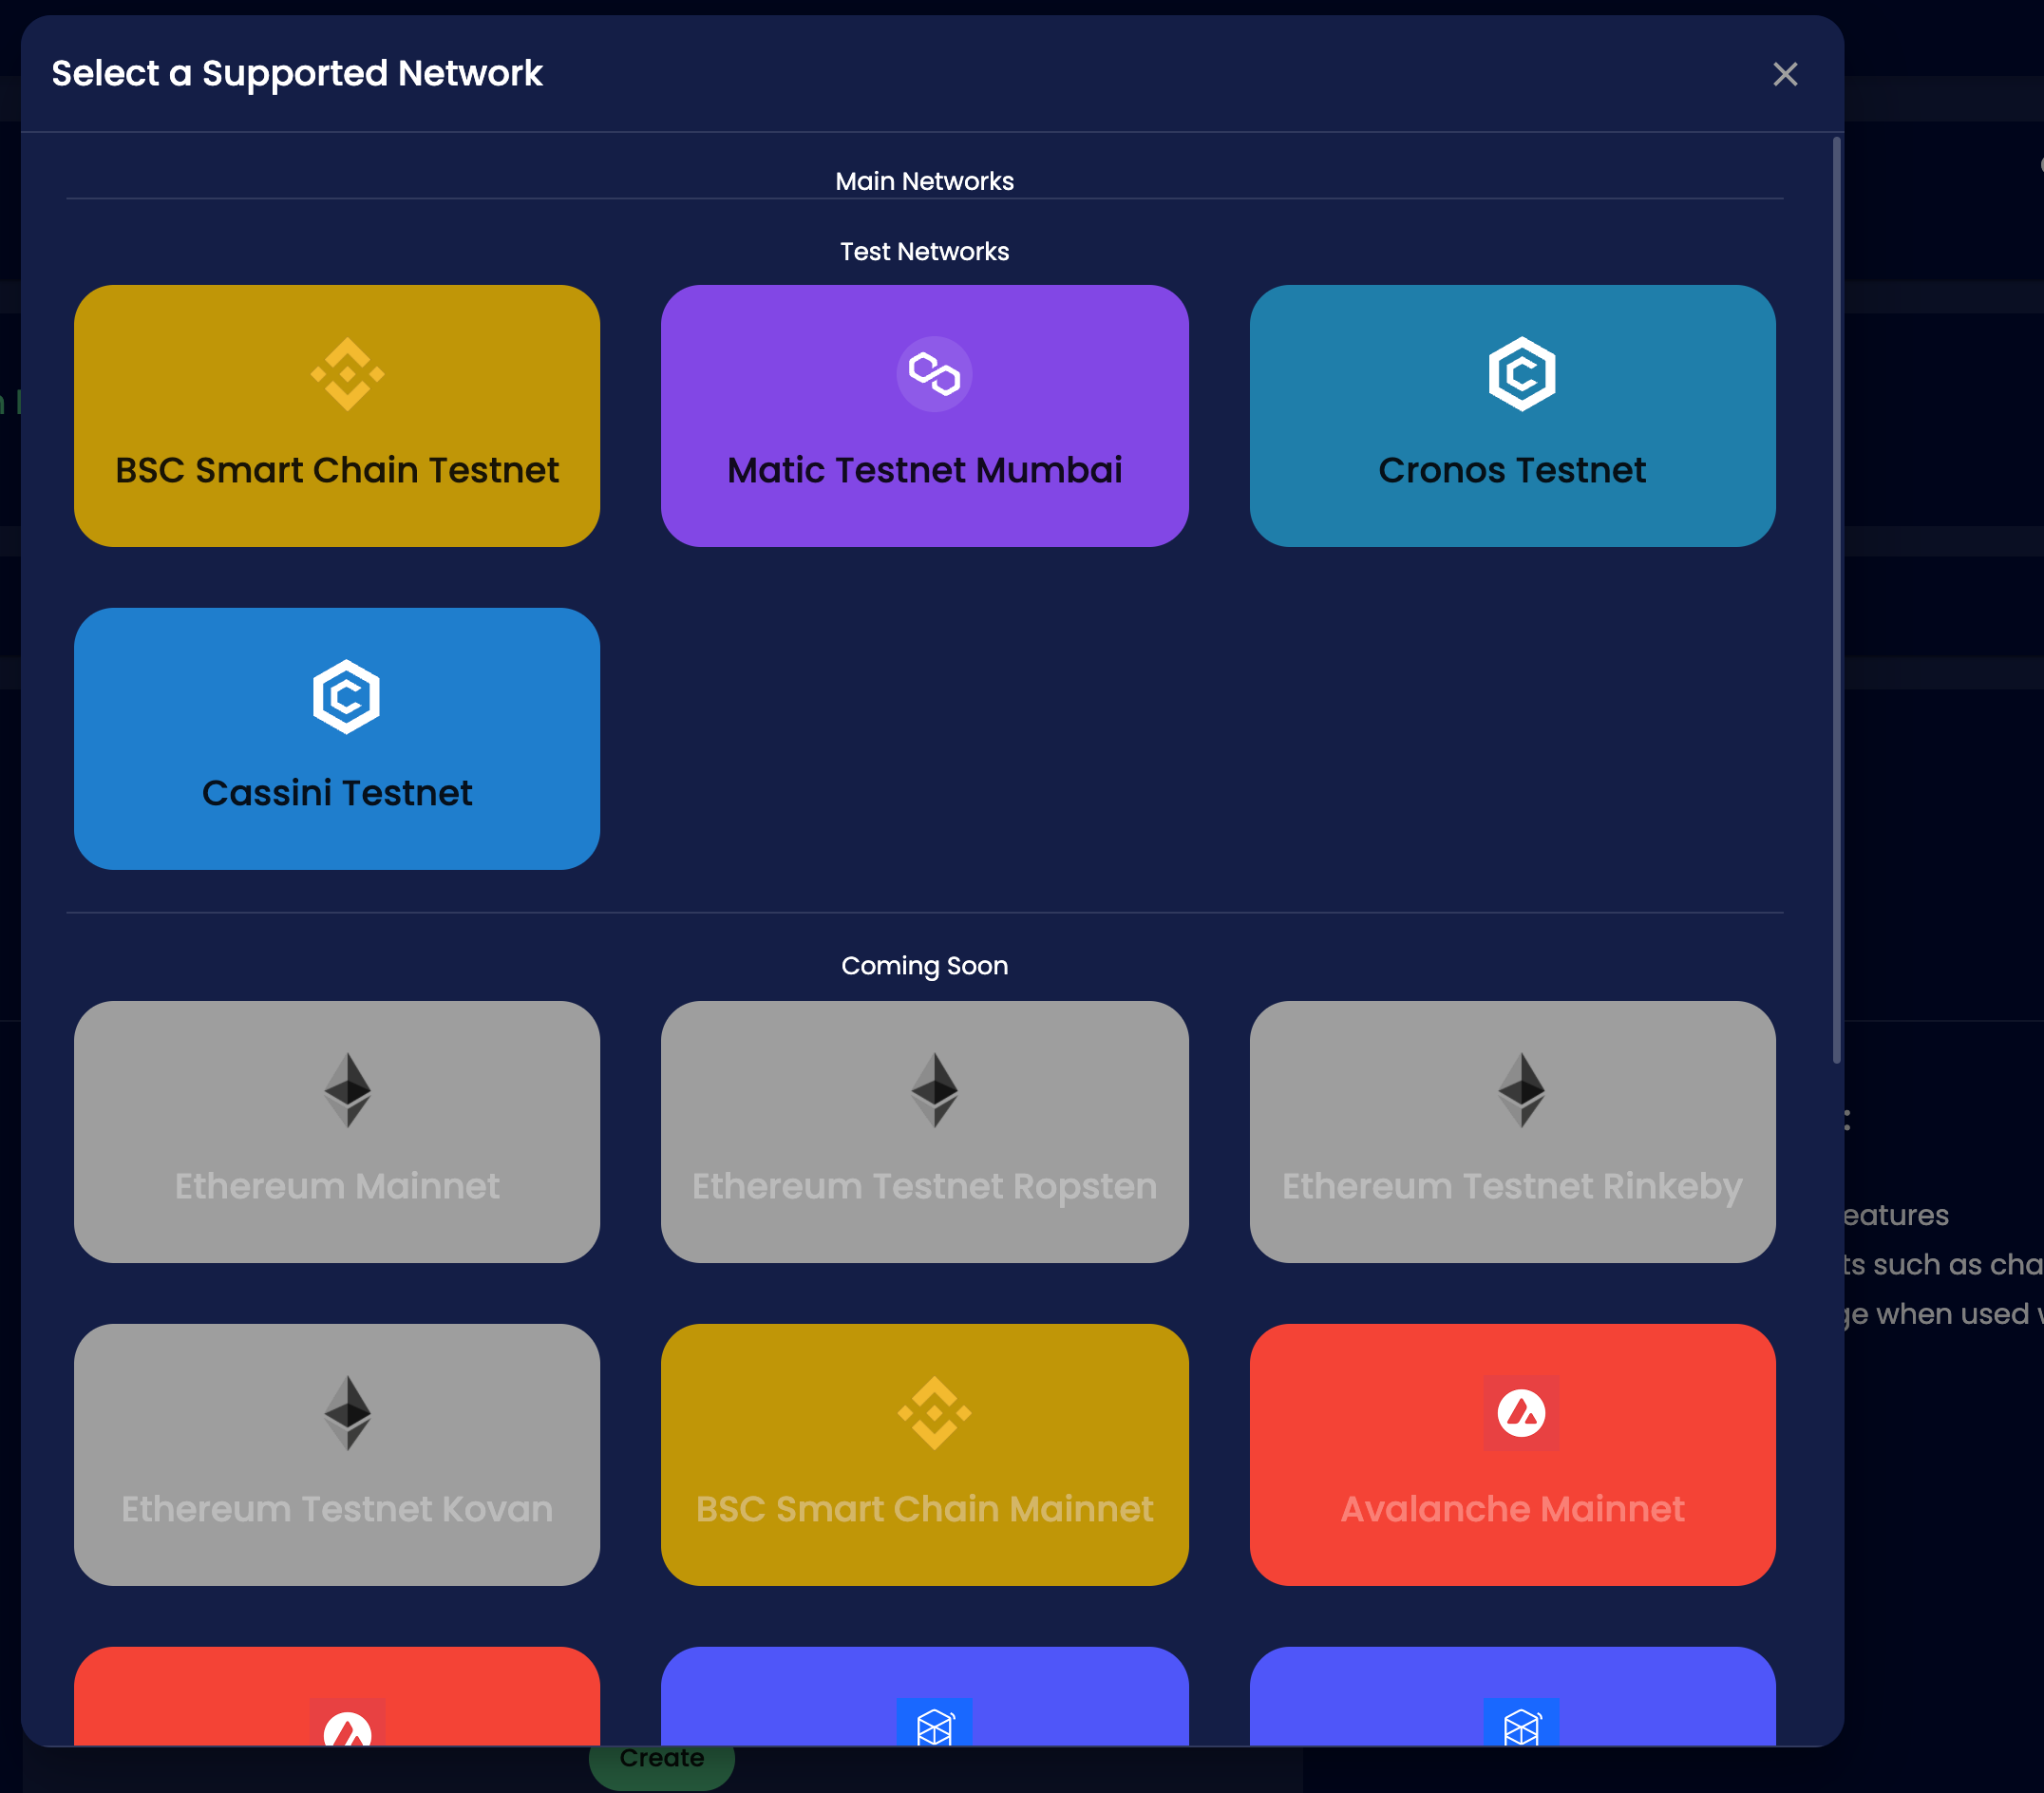 Select a Supported Network
Main Networks
Test Networks
BSC Smart Chain Testnet
Matic Testnet Mumbai
Cronos Testnet
Cassini Testnet
Coming Soon
Ethereum Mainnet
Ethereum Testnet Ropsten
Ethereum Testnet Rinkeby
eatures
ts such as cha
ge when used
Ethereum Testnet Kovan
BSC Smart Chain Mainnet
Avalanche Mainnet
Create